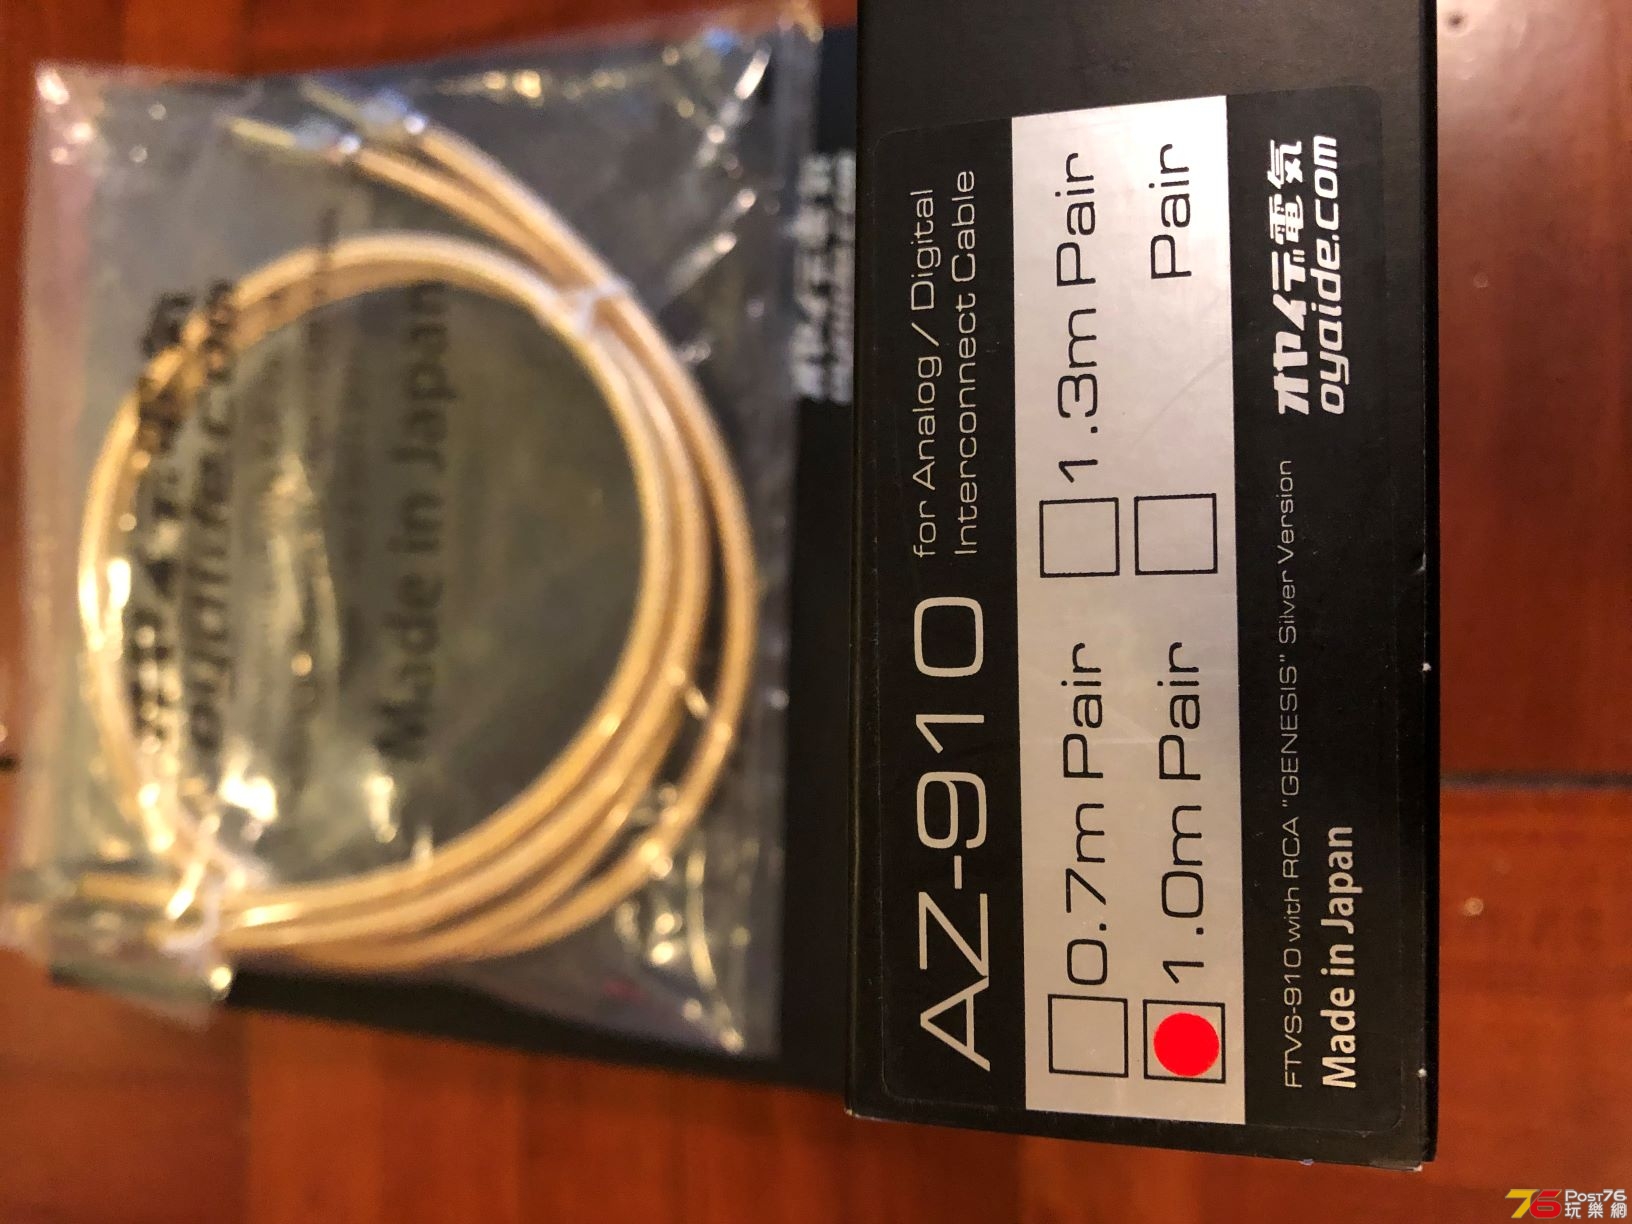 AZ-910
for Analog / Digital
Interconnect Cable
0.7m Pair
1.3m Pair
1.0m Pair
Pair
FTVS-910 with RCA "GENESIS" Silver Version
Made in Japan
オヤイデ電気
oyaide.com
Made in Japan
76 Post76
玩樂網